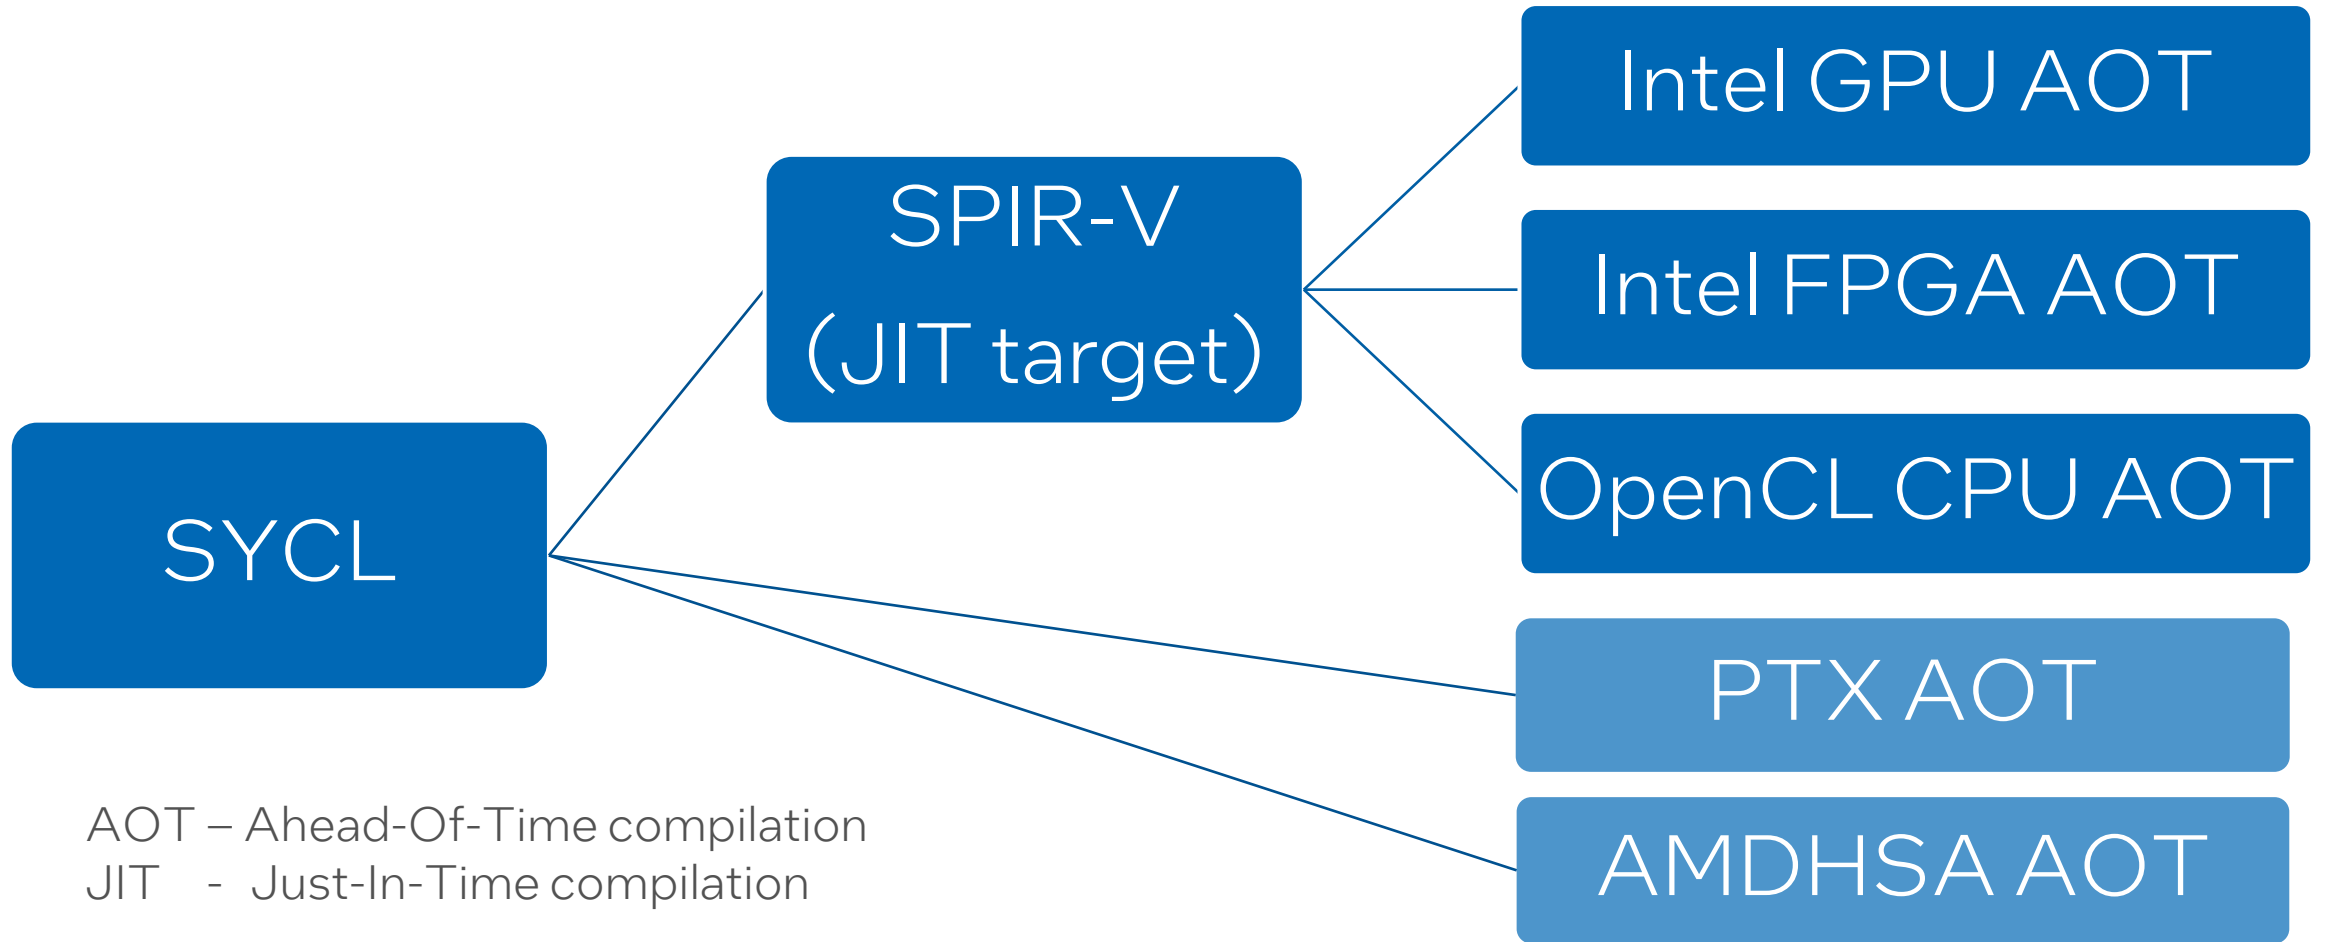 Intel GPU AOT
SPIR-V
(JIT target)
Intel FPGA AOT
OpenCL CPU AOT
SYCL
PTX AOT
AMDHSA AOT
AOT – Ahead-Of-Time compilation
JIT - Just-In-Time compilation